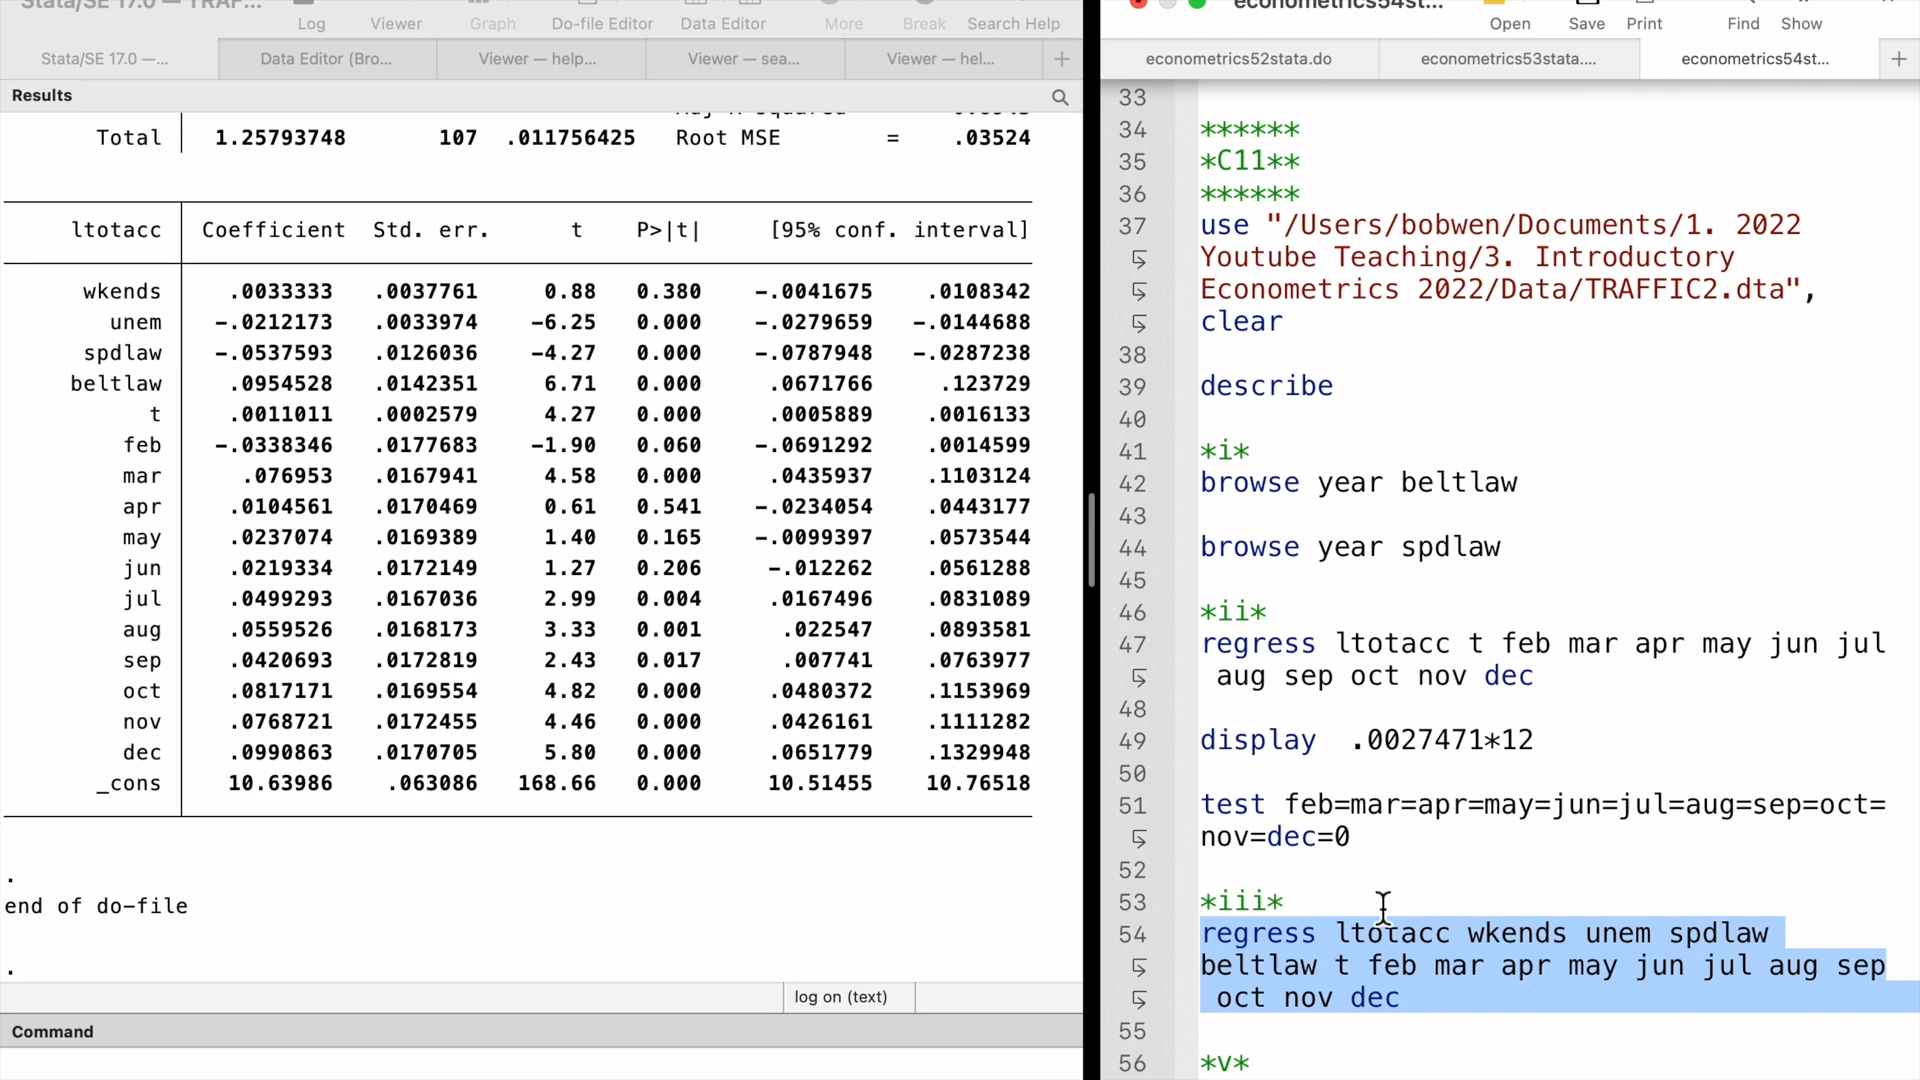 Stata/SE 17.0 — TRAF...
Log Viewer Graph Do-file Editor Data Editor More Break Search Help
Stata/SE 17.0 —... Data Editor (Bro... Viewer — help... Viewer — sea... Viewer — hel... +
Results
Total 1.25793748 107 .011756425 Root MSE = .03524
ltotacc Coefficient Std. err. t P>|t| [95% conf. interval]
wkends .0033333 .0037761 0.88 0.380 -.0041675 .0108342
unem -.0212173 .0033974 -6.25 0.000 -.0279659 -.0144688
spdlaw -.0537593 .0126036 -4.27 0.000 -.0787948 -.0287238
beltlaw .0954528 .0142351 6.71 0.000 .0671766 .123729
t .0011011 .0002579 4.27 0.000 .0005889 .0016133
feb -.0338346 .0177683 -1.90 0.060 -.0691292 .0014599
mar .076953 .0167941 4.58 0.000 .0435937 .1103124
apr .0104561 .0170469 0.61 0.541 -.0234054 .0443177
may .0237074 .0169389 1.40 0.165 -.0099397 .0573544
jun .0219334 .0172149 1.27 0.206 -.012262 .0561288
jul .0499293 .0167036 2.99 0.004 .0167496 .0831089
aug .0559526 .0168173 3.33 0.001 .022547 .0893581
sep .0420693 .0172819 2.43 0.017 .007741 .0763977
oct .0817171 .0169554 4.82 0.000 .0480372 .1153969
nov .0768721 .0172455 4.46 0.000 .0426161 .1111282
dec .0990863 .0170705 5.80 0.000 .0651779 .1329948
_cons 10.63986 .063086 168.66 0.000 10.51455 10.76518
.
end of do-file
.
log on (text)
Command
econometrics54st...
Open Save Print Find Show
econometrics52stata.do econometrics53stata.... econometrics54st... +
33
34 ******
35 *C11**
36 ******
37 use "/Users/bobwen/Documents/1. 2022
Youtube Teaching/3. Introductory
Econometrics 2022/Data/TRAFFIC2.dta",
clear
38
39 describe
40
41 *i*
42 browse year beltlaw
43
44 browse year spdlaw
45
46 *ii*
47 regress ltotacc t feb mar apr may jun jul
aug sep oct nov dec
48
49 display .0027471*12
50
51 test feb=mar=apr=may=jun=jul=aug=sep=oct=
nov=dec=0
52
53 *iii*
54 regress ltotacc wkends unem spdlaw
beltlaw t feb mar apr may jun jul aug sep
oct nov dec
55
56 *v*